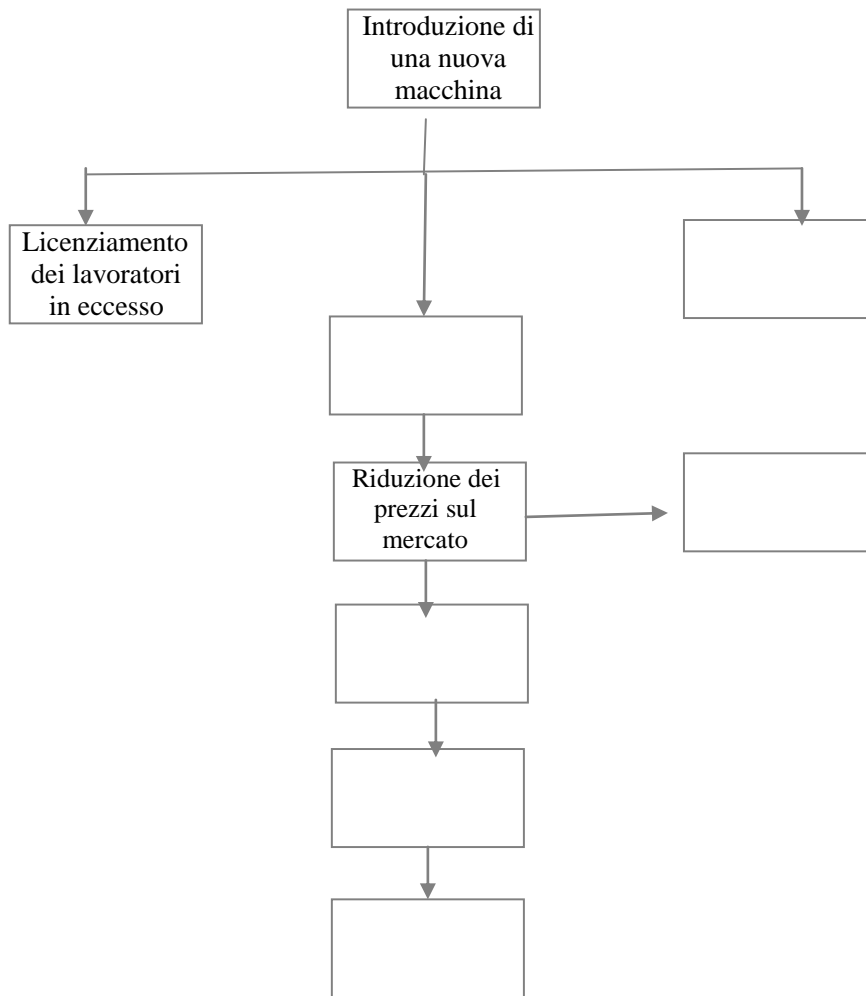 Introduzione di
una nuova
macchina
Licenziamento
dei lavoratori
in eccesso
Riduzione dei
prezzi sul
mercato